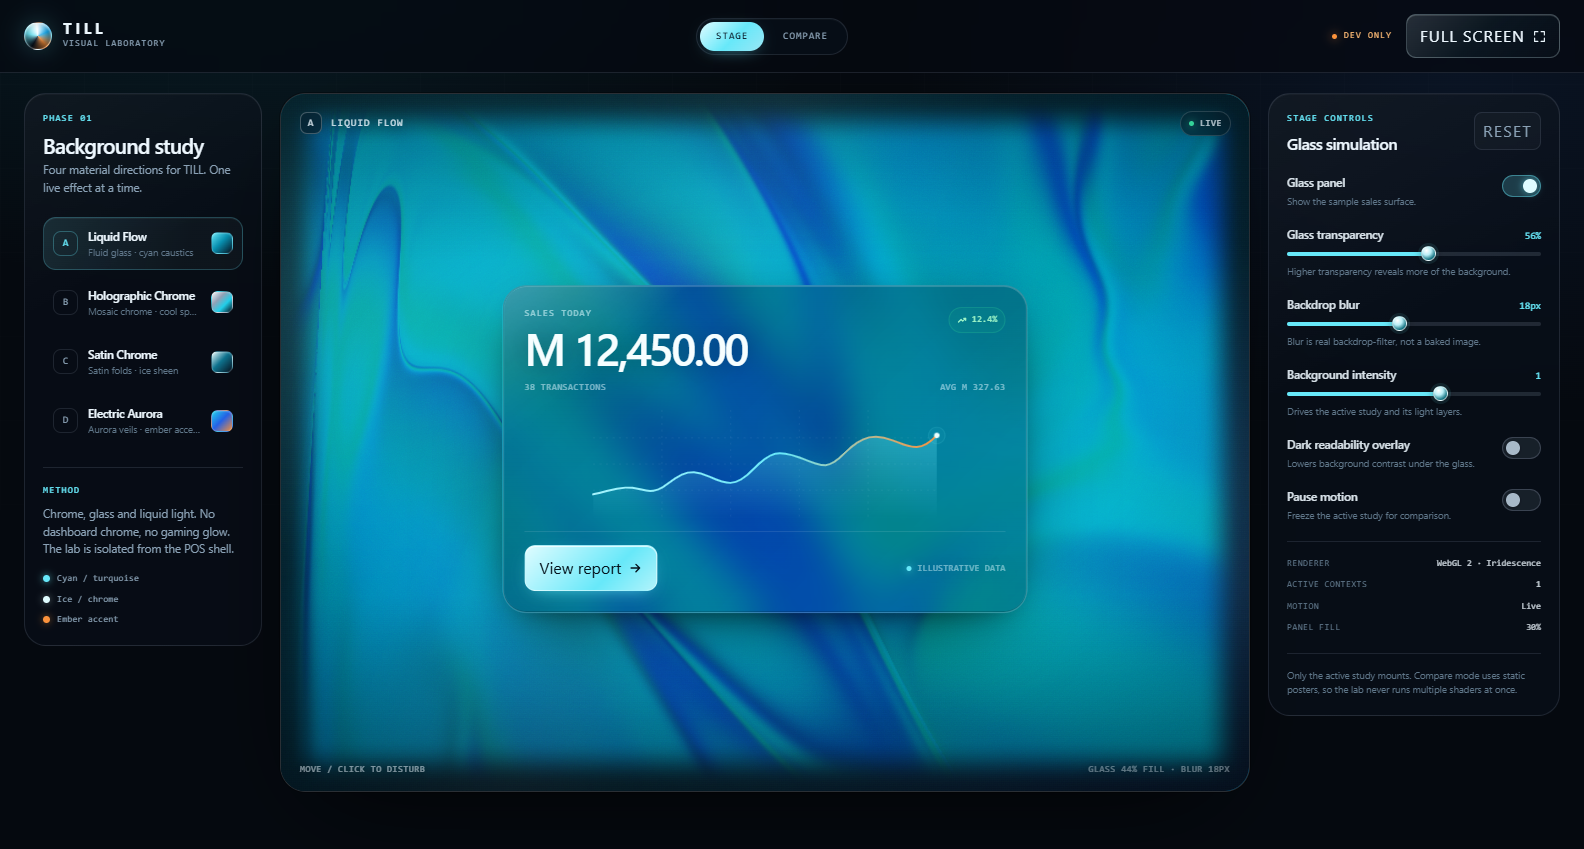 TILL
VISUAL LABORATORY
STAGE
COMPARE
DEV ONLY
FULL SCREEN
PHASE 01
Background study
Four material directions for TILL. One
live effect at a time.
A
Liquid Flow
Fluid glass · cyan caustics
B
Holographic Chrome
Mosaic chrome · cool sp...
C
Satin Chrome
Satin folds · ice sheen
D
Electric Aurora
Aurora veils · ember acce...
METHOD
Chrome, glass and liquid light. No
dashboard chrome, no gaming glow.
The lab is isolated from the POS shell.
Cyan / turquoise
Ice / chrome
Ember accent
A
LIQUID FLOW
LIVE
SALES TODAY
12.4%
M 12,450.00
38 TRANSACTIONS
AVG M 327.63
View report
ILLUSTRATIVE DATA
MOVE / CLICK TO DISTURB
GLASS 44% FILL · BLUR 18PX
STAGE CONTROLS
Glass simulation
RESET
Glass panel
Show the sample sales surface.
Glass transparency
56%
Higher transparency reveals more of the background.
Backdrop blur
18px
Blur is real backdrop-filter, not a baked image.
Background intensity
1
Drives the active study and its light layers.
Dark readability overlay
Lowers background contrast under the glass.
Pause motion
Freeze the active study for comparison.
RENDERER
WebGL 2 · Iridescence
ACTIVE CONTEXTS
1
MOTION
Live
PANEL FILL
30%
Only the active study mounts. Compare mode uses static
posters, so the lab never runs multiple shaders at once.